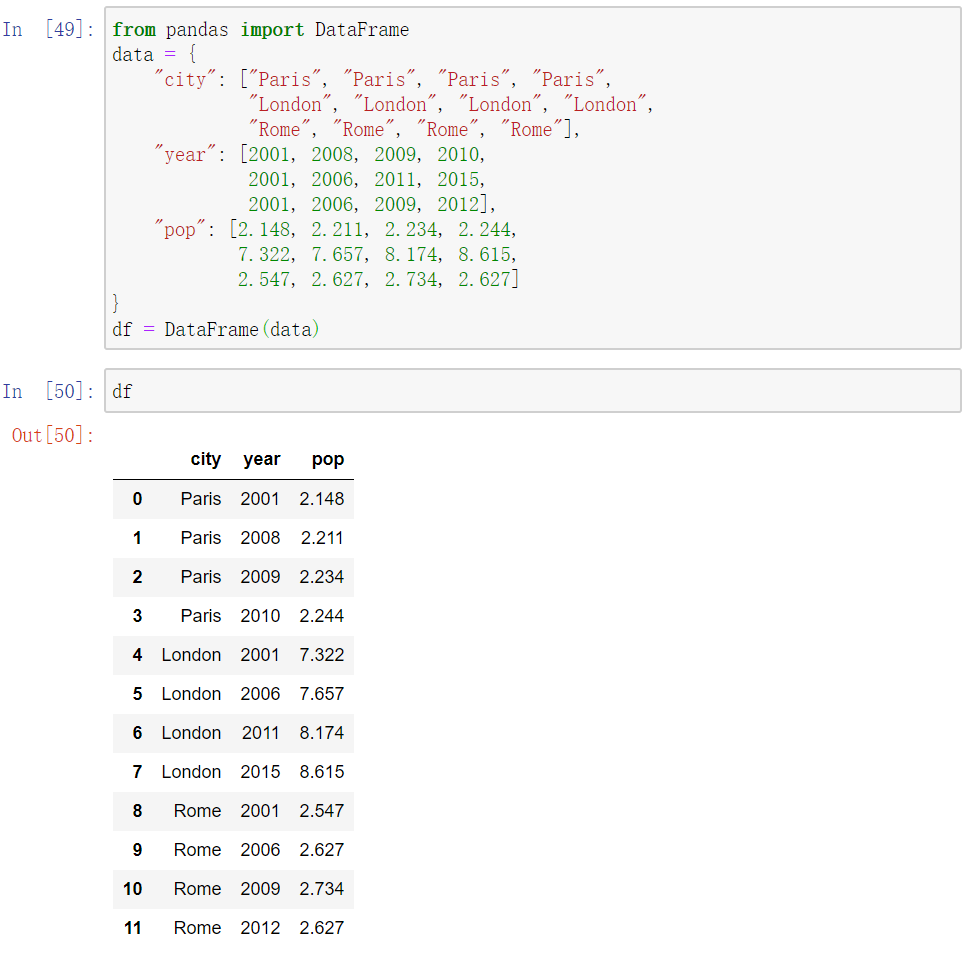 In [49]: from pandas import DataFrame
data = {
    "city": ["Paris", "Paris", "Paris", "Paris",
             "London", "London", "London", "London",
             "Rome", "Rome", "Rome", "Rome"],
    "year": [2001, 2008, 2009, 2010,
             2001, 2006, 2011, 2015,
             2001, 2006, 2009, 2012],
    "pop": [2.148, 2.211, 2.234, 2.244,
            7.322, 7.657, 8.174, 8.615,
            2.547, 2.627, 2.734, 2.627]
}
df = DataFrame(data)
In [50]: df
Out[50]:
city year pop
0 Paris 2001 2.148
1 Paris 2008 2.211
2 Paris 2009 2.234
3 Paris 2010 2.244
4 London 2001 7.322
5 London 2006 7.657
6 London 2011 8.174
7 London 2015 8.615
8 Rome 2001 2.547
9 Rome 2006 2.627
10 Rome 2009 2.734
11 Rome 2012 2.627